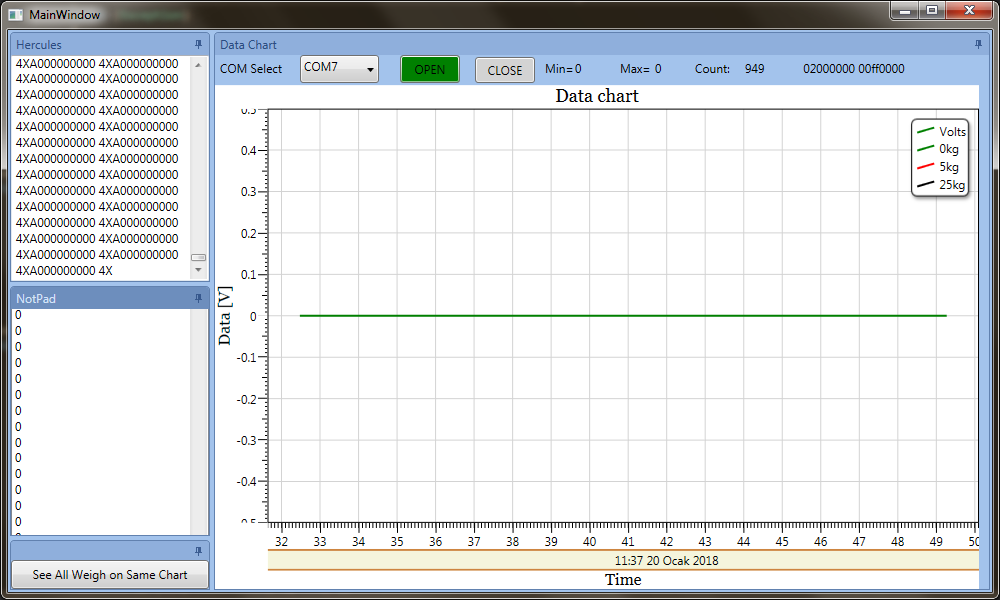 MainWindow
Hercules
4XA000000000 4XA000000000
4XA000000000 4XA000000000
4XA000000000 4XA000000000
4XA000000000 4XA000000000
4XA000000000 4XA000000000
4XA000000000 4XA000000000
4XA000000000 4XA000000000
4XA000000000 4XA000000000
4XA000000000 4XA000000000
4XA000000000 4XA000000000
4XA000000000 4XA000000000
4XA000000000 4XA000000000
4XA000000000 4XA000000000
4XA000000000 4X
NotPad
0
0
0
0
0
0
0
0
0
0
0
0
0
0
See All Weigh on Same Chart
Data Chart
COM Select COM7 OPEN CLOSE Min= 0 Max= 0 Count: 949 02000000 00ff0000
Data chart
Volts
0kg
5kg
25kg
Data [V]
0.5
0.4
0.3
0.2
0.1
0
-0.1
-0.2
-0.3
-0.4
-0.5
32 33 34 35 36 37 38 39 40 41 42 43 44 45 46 47 48 49 50
11:37 20 Ocak 2018
Time